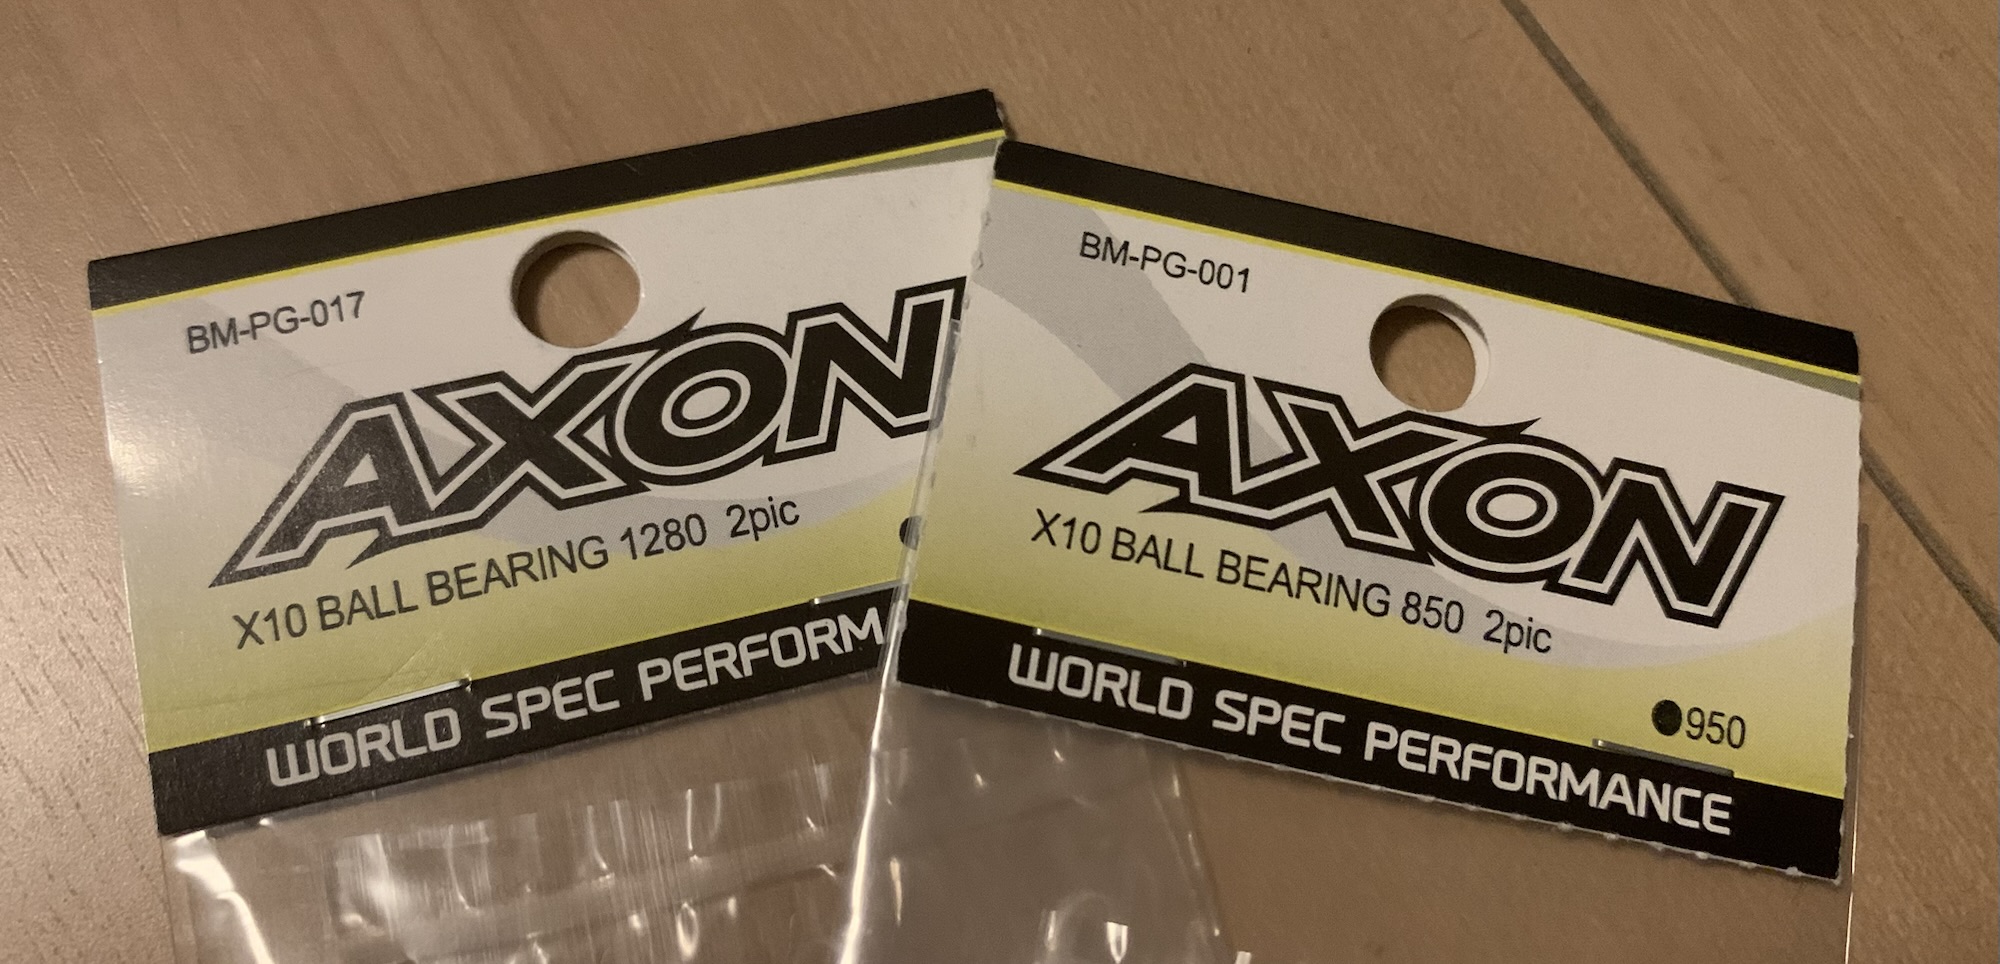 BM-PG-017
AXON
X10 BALL BEARING 1280 2pic
WORLD SPEC PERFORM
BM-PG-001
AXON
X10 BALL BEARING 850 2pic
●950
WORLD SPEC PERFORMANCE